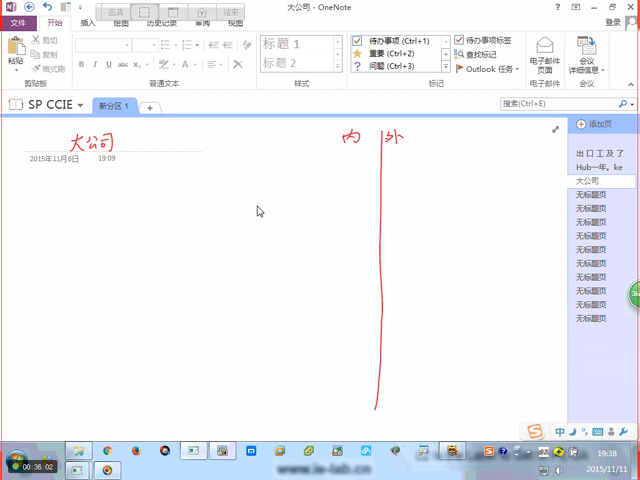 大公司 - OneNote
高清
结束
登录
文件
开始
插入
绘图
历史记录
审阅
视图
粘贴
剪切
复制
格式刷
剪贴板
B I U abc X₂
普通文本
标题 1
标题 2
样式
待办事项 (Ctrl+1)
重要 (Ctrl+2)
问题 (Ctrl+3)
待办事项标签
查找标记
Outlook 任务
标记
电子邮件页面
电子邮件
会议详细信息
会议
SP CCIE
新分区 1
搜索(Ctrl+E)
添加页
大公司
2015年11月6日 19:09
内 外
出口工及了
Hub一年。ke
大公司
无标题页
无标题页
无标题页
无标题页
无标题页
无标题页
无标题页
无标题页
无标题页
无标题页
36
中
00:36:02
www.ie-lab.cn
19:38
2015/11/11